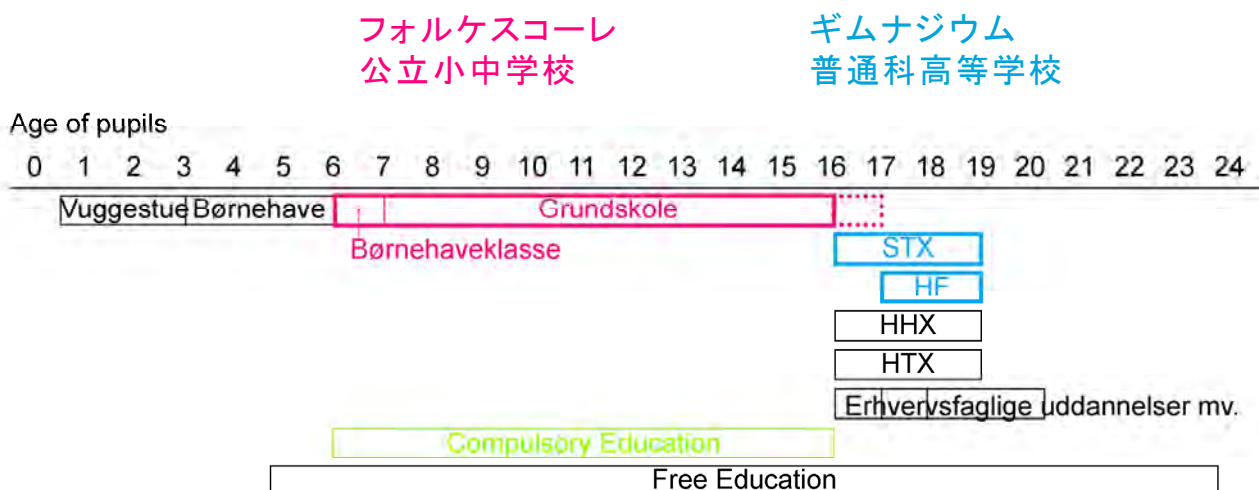 フォルケスコーレ
公立小中学校
ギムナジウム
普通科高等学校
Age of pupils
0 1 2 3 4 5 6 7 8 9 10 11 12 13 14 15 16 17 18 19 20 21 22 23 24
Vuggestue Børnehave Grundskole
Børnehaveklasse
STX
HF
HHX
HTX
Erhvervsfaglige uddannelser mv.
Compulsory Education
Free Education